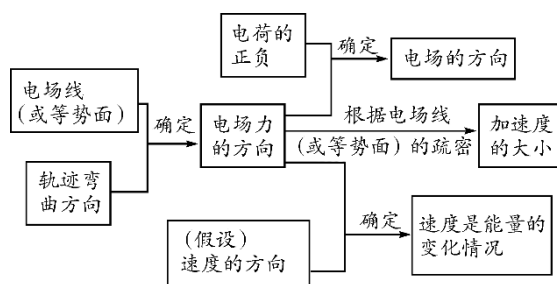 电荷的
正负
确定
电场的方向
电场线
(或等势面)
确定
轨迹弯
曲方向
电场力
的方向
根据电场线
(或等势面)的疏密
加速度
的大小
(假设)
速度的方向
确定
速度是能量的
变化情况